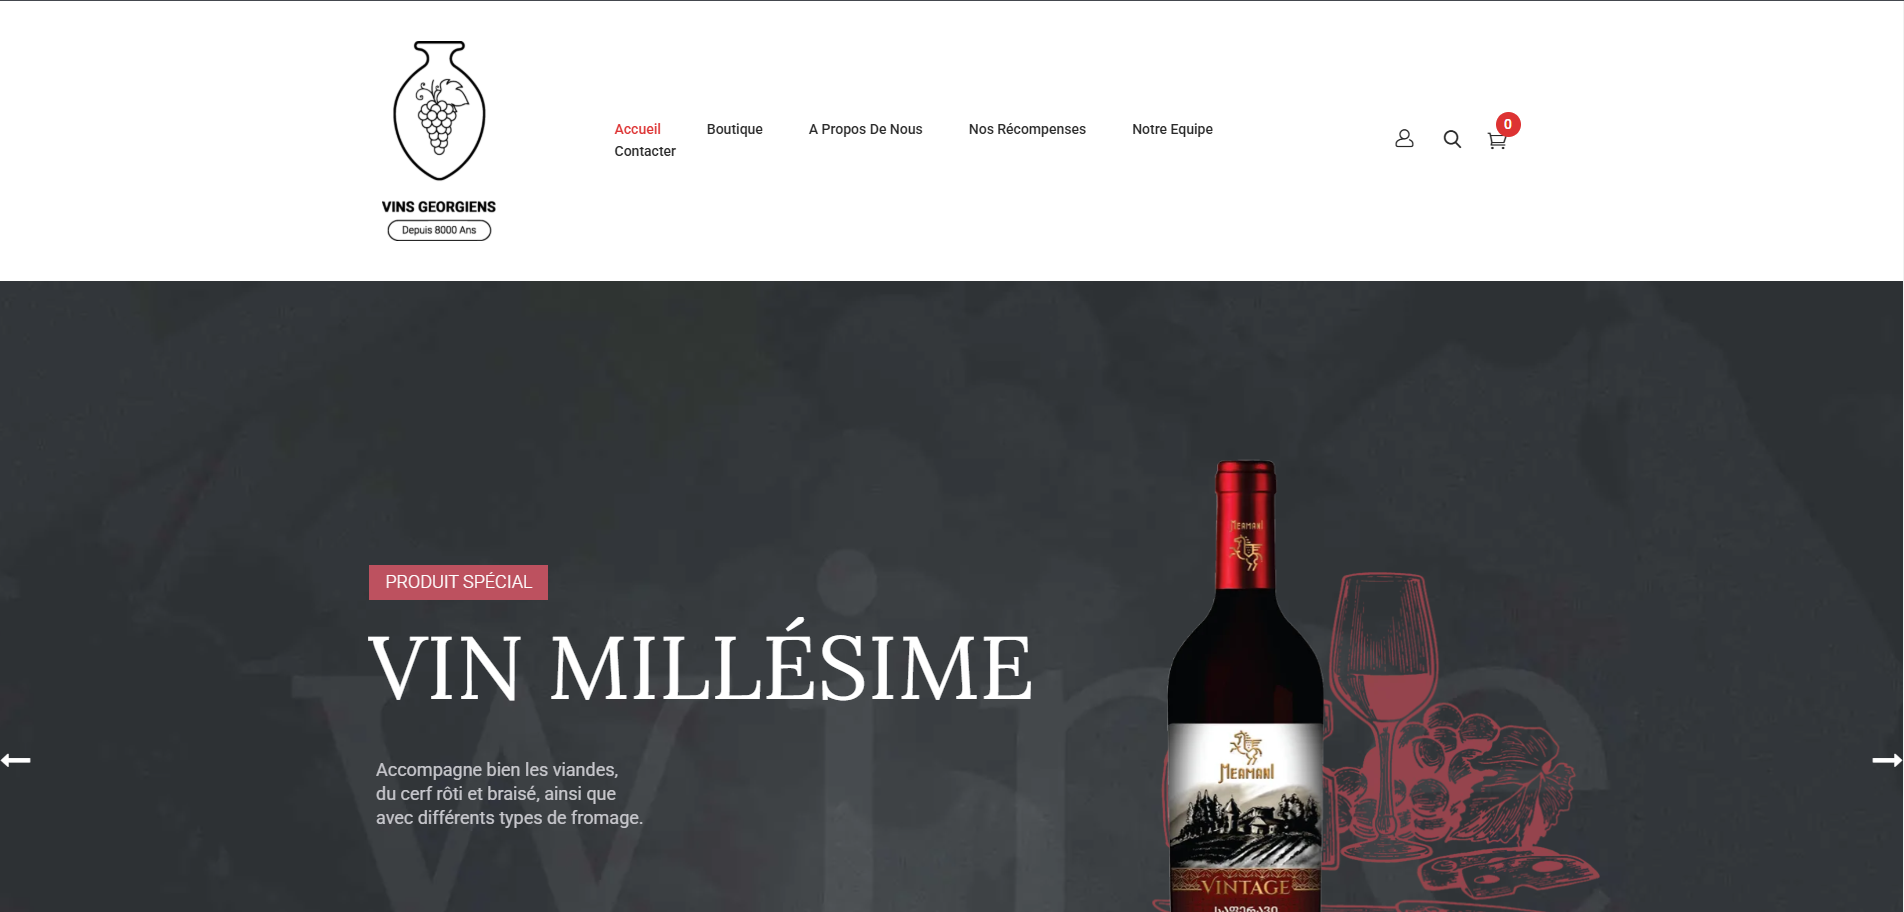 VINS GEORGIENS
Depuis 8000 Ans
Accueil Boutique A Propos De Nous Nos Récompenses Notre Equipe
Contacter
0
PRODUIT SPÉCIAL
VIN MILLÉSIME
Accompagne bien les viandes,
du cerf rôti et braisé, ainsi que
avec différents types de fromage.
wine
MEAMANI
MEAMANI
VINTAGE
საფერავი